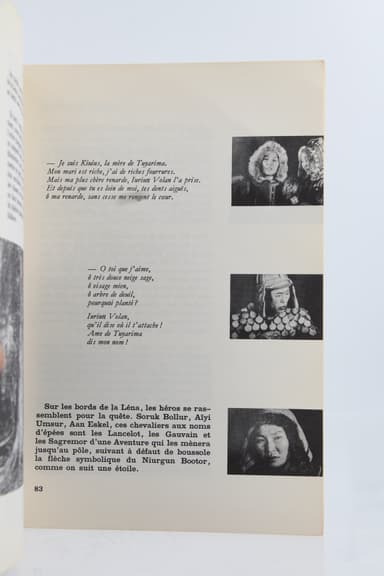 — Je suis Kiséus, la mère de Tuyarima.
Mon mari est riche, j'ai de riches fourrures.
Mais ma plus chère renarde, Iuriun Volan l'a prise.
Et depuis que tu es loin de moi, tes dents aiguës,
ô ma renarde, sans cesse me rongent le cœur.
— O toi que j'aime,
ô très douce neige sage,
ô visage mien,
ô arbre de deuil,
pourquoi planté ?
Iuriun Volan,
qu'il dise où il t'attache !
Ame de Tuyarima
dis mon nom !
Sur les bords de la Léna, les héros se ras-
semblent pour la quête. Soruk Bollur, Alyi
Umsur, Aan Eskel, ces chevaliers aux noms
d'épées sont les Lancelot, les Gauvain et
les Sagremor d'une Aventure qui les mènera
jusqu'au pôle, suivant à défaut de boussole
la flèche symbolique du Niurgun Bootor,
comme on suit une étoile.
83